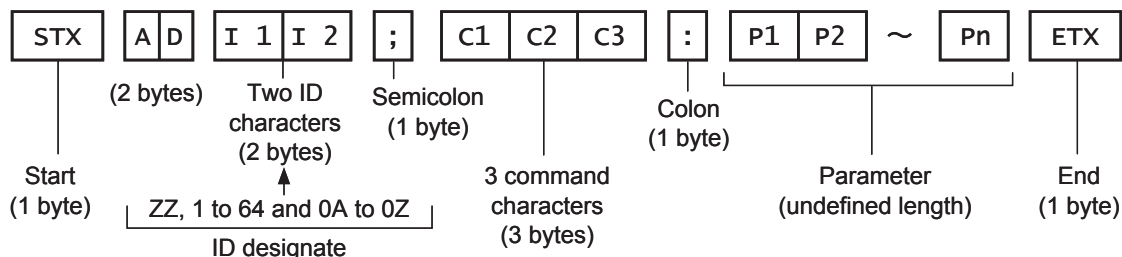 STX A D I 1 I 2 ; C1 C2 C3 : P1 P2 ～ Pn ETX
(2 bytes)
Two ID
characters
(2 bytes)
Semicolon
(1 byte)
Colon
(1 byte)
Start
(1 byte)
3 command
characters
(3 bytes)
Parameter
(undefined length)
End
(1 byte)
ZZ, 1 to 64 and 0A to 0Z
ID designate